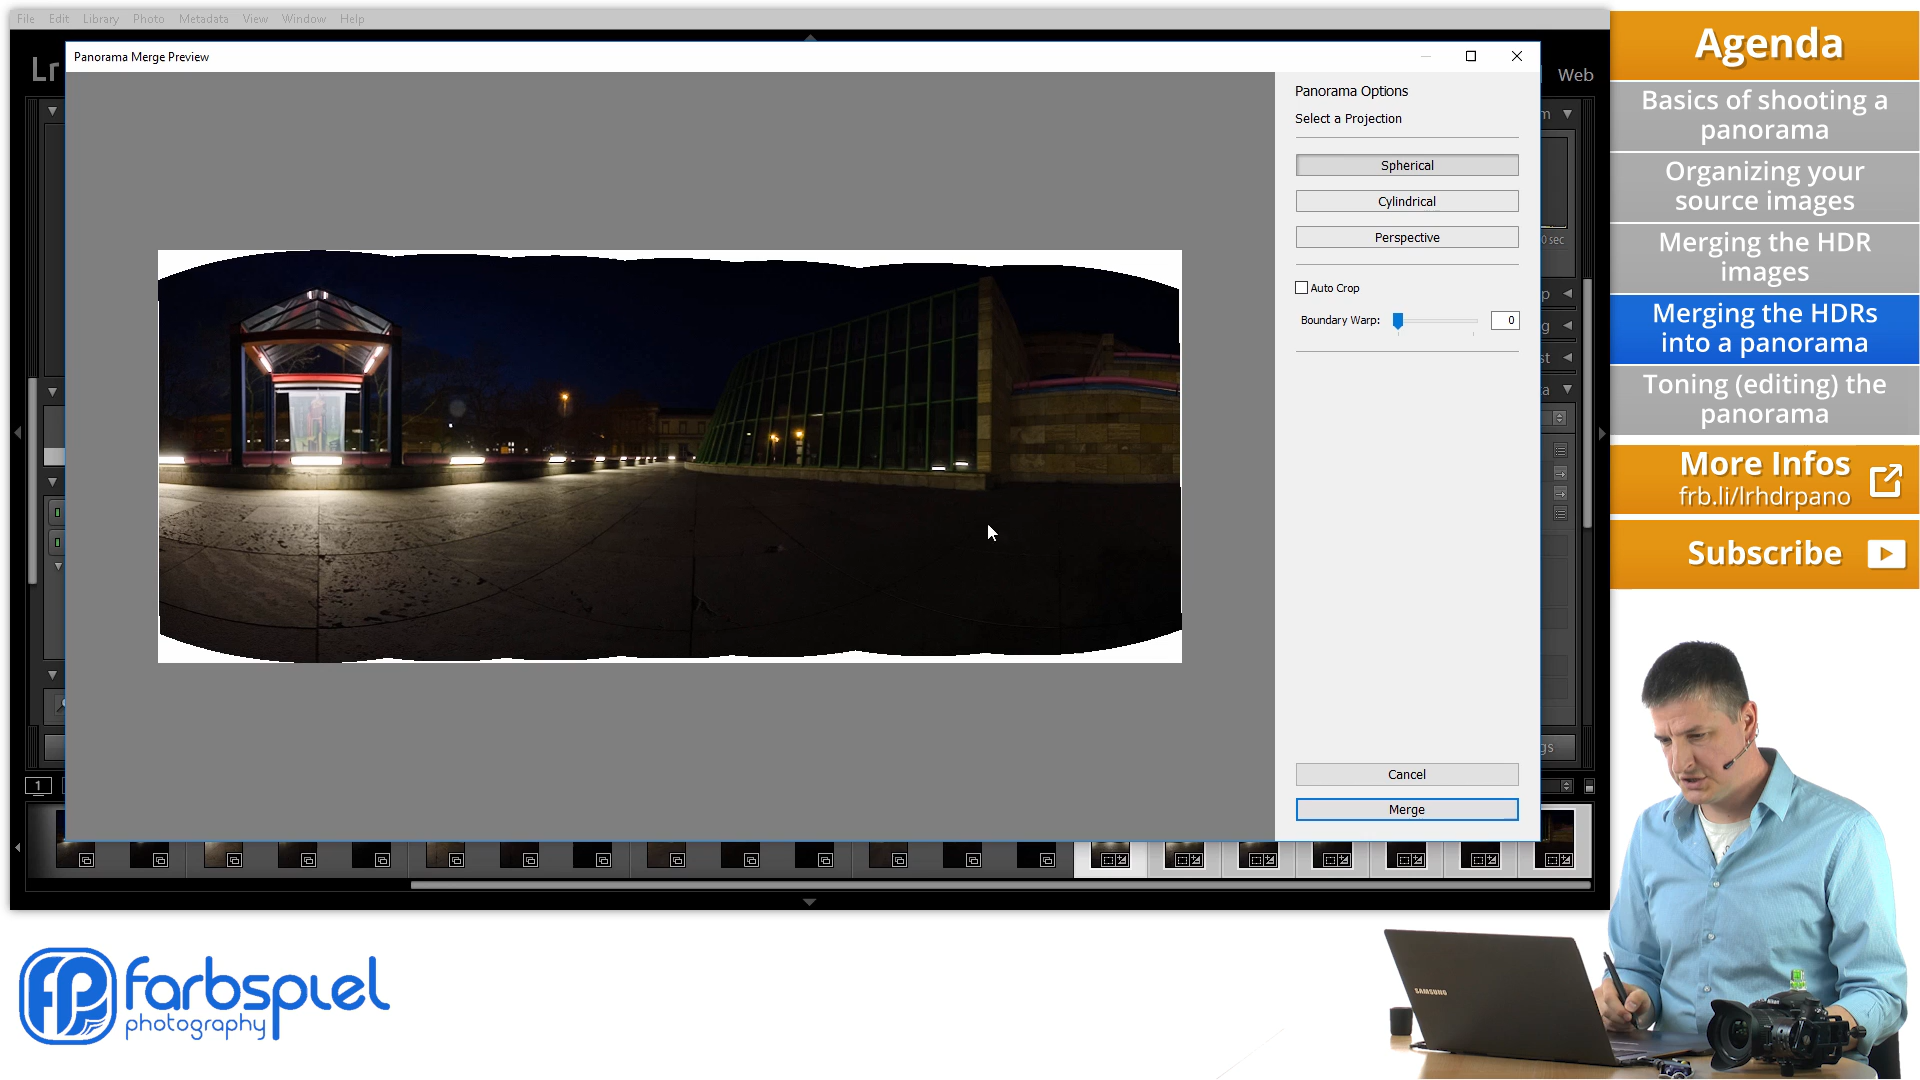 File Edit Library Photo Metadata View Window Help
Panorama Merge Preview
Lr
Web
Panorama Options
Select a Projection
Spherical
Cylindrical
Perspective
Auto Crop
Boundary Warp: 0
Cancel
Merge
1
Agenda
Basics of shooting a
panorama
Organizing your
source images
Merging the HDR
images
Merging the HDRs
into a panorama
Toning (editing) the
panorama
More Infos
frb.li/lrhdrpano
Subscribe
fp farbspiel
photography
SAMSUNG